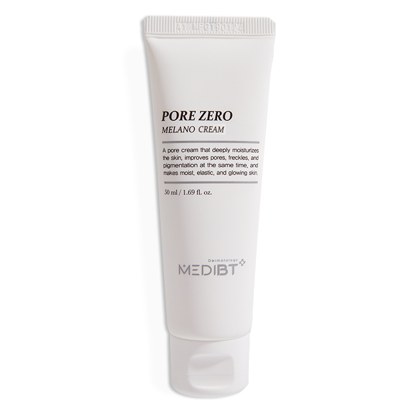 PORE ZERO
MELANO CREAM
A pore cream that deeply moisturizes
the skin, improves pores, freckles, and
pigmentation at the same time, and
makes moist, elastic, and glowing skin.
50 ml / 1.69 fl. oz.
MEDIBT